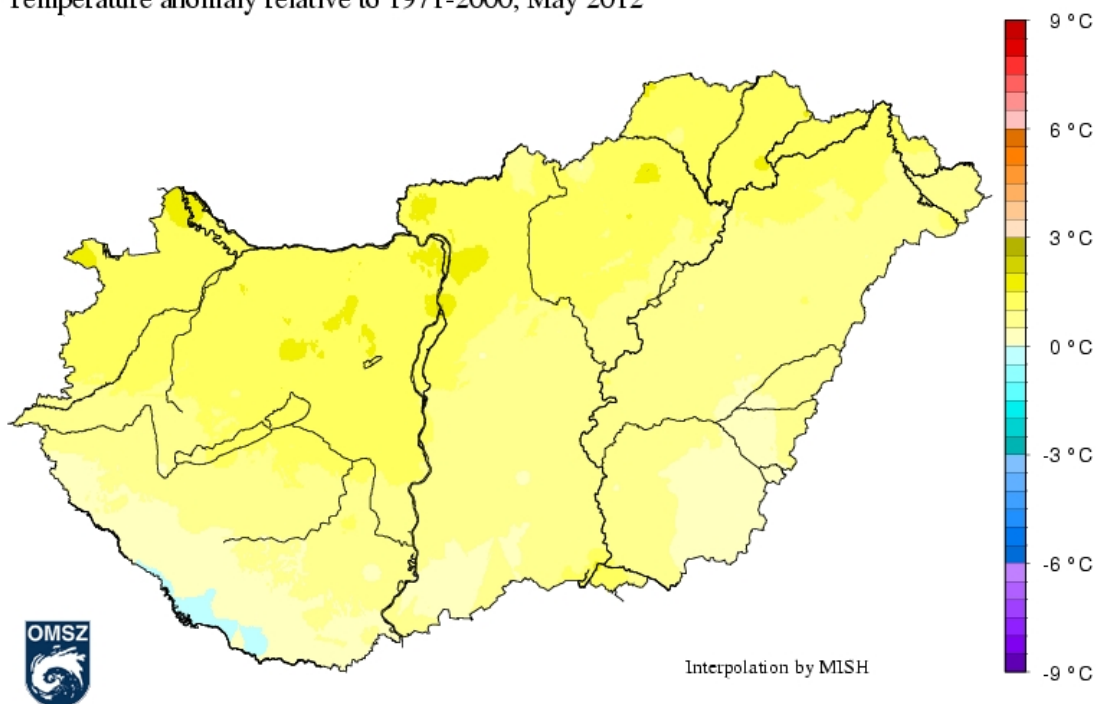 Temperature anomaly relative to 1971-2000, May 2012
9 °C
6 °C
3 °C
0 °C
-3 °C
-6 °C
-9 °C
OMSZ
Interpolation by MISH